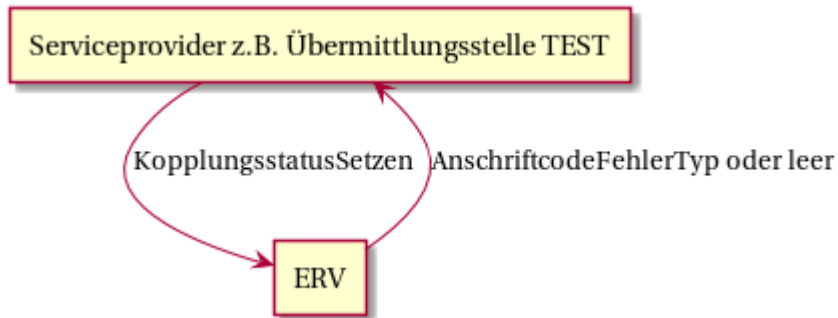 Serviceprovider z.B. Übermittlungsstelle TEST
KopplungsstatusSetzen
AnschriftcodeFehlerTyp oder leer
ERV